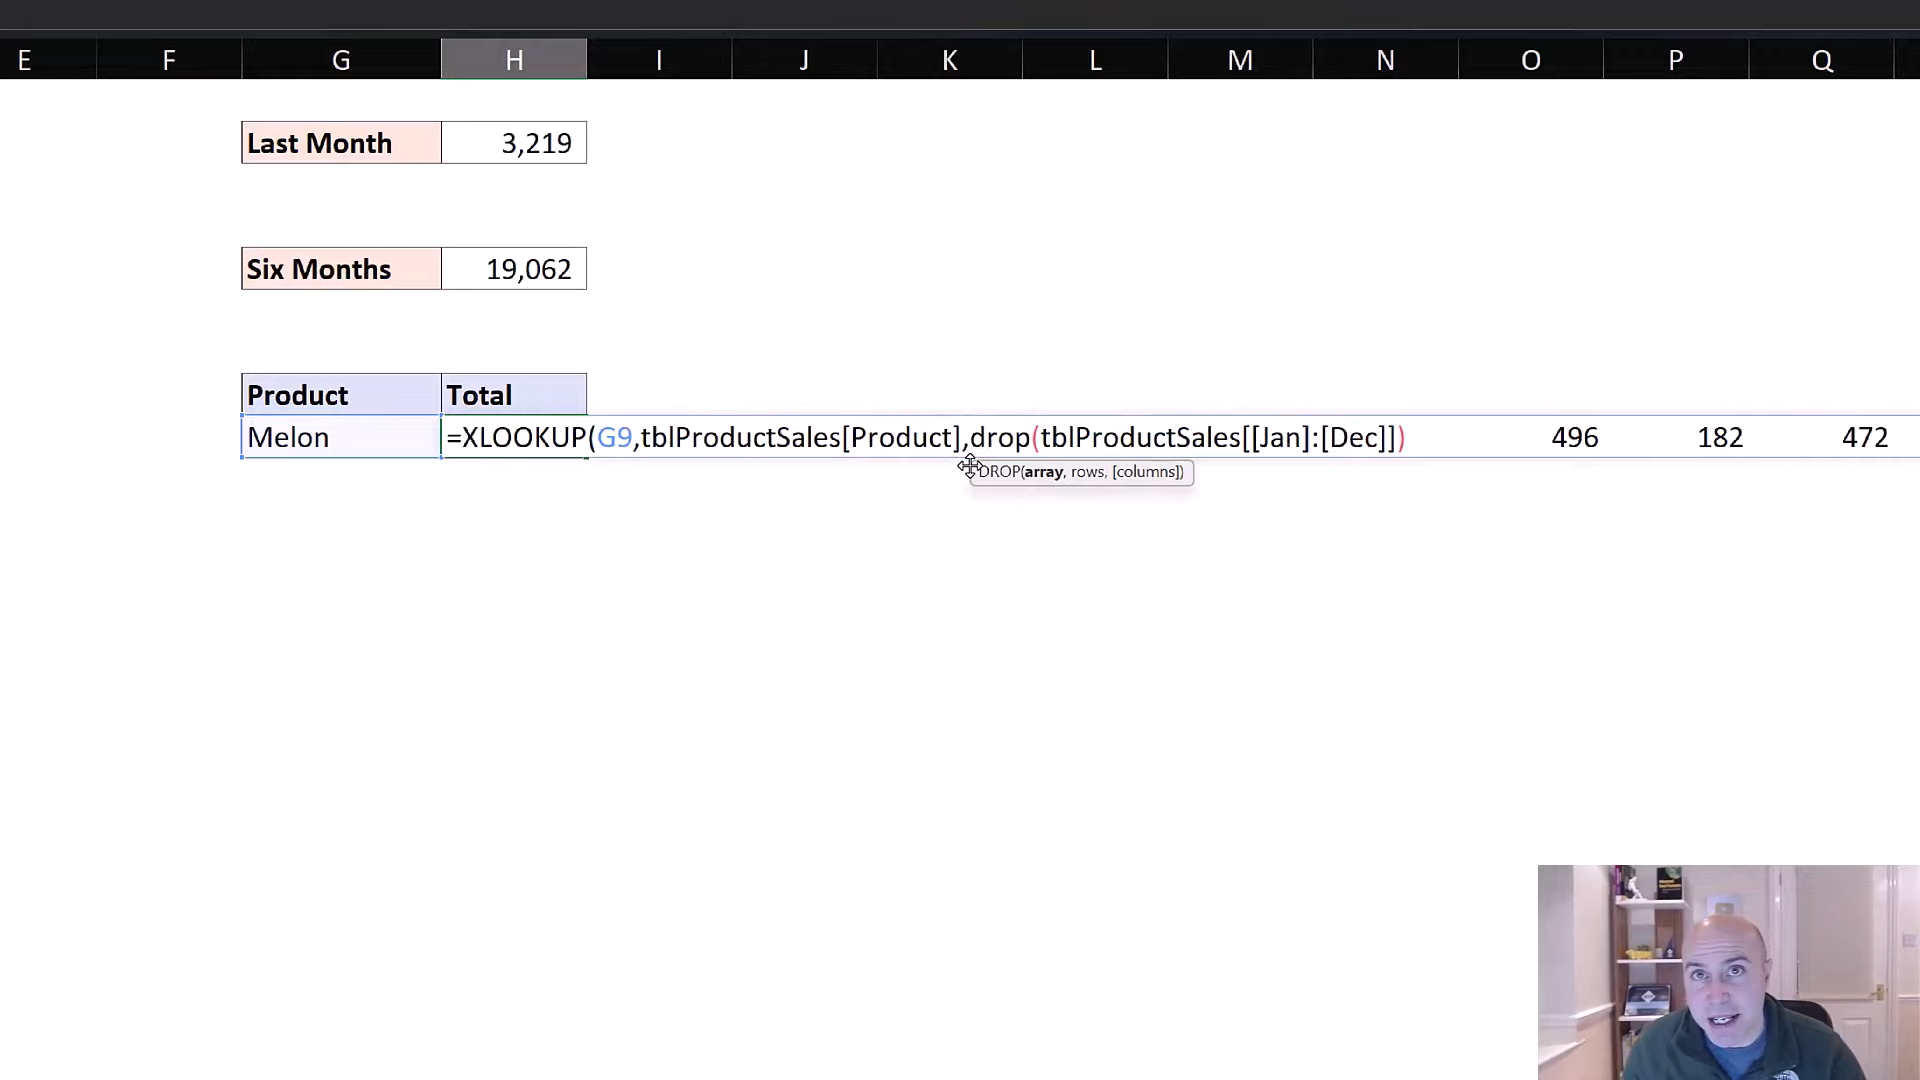 E F G H I J K L M N O P Q
Last Month 3,219
Six Months 19,062
Product Total
Melon =XLOOKUP(G9,tblProductSales[Product],drop(tblProductSales[[Jan]:[Dec]]) 496 182 472
DROP(array, rows, [columns])